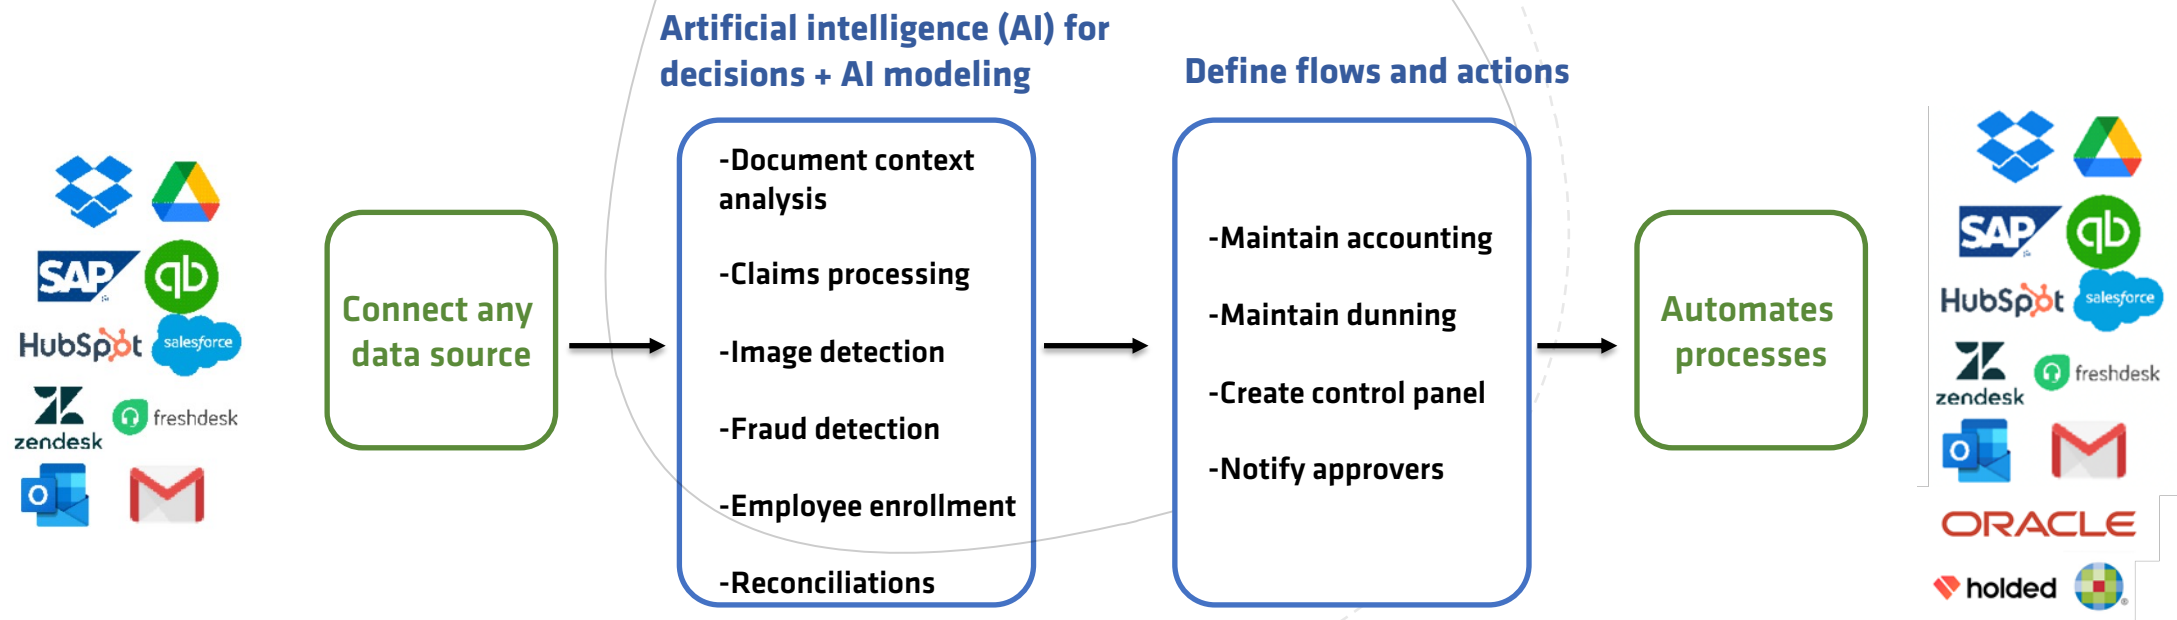 Artificial intelligence (AI) for
decisions + AI modeling
Define flows and actions
SAP
qb
HubSpot
salesforce
zendesk
freshdesk
O
Connect any
data source
-Document context
analysis
-Claims processing
-Image detection
-Fraud detection
-Employee enrollment
-Reconciliations
-Maintain accounting
-Maintain dunning
-Create control panel
-Notify approvers
Automates
processes
SAP
qb
HubSpot
salesforce
zendesk
freshdesk
O
ORACLE
holded